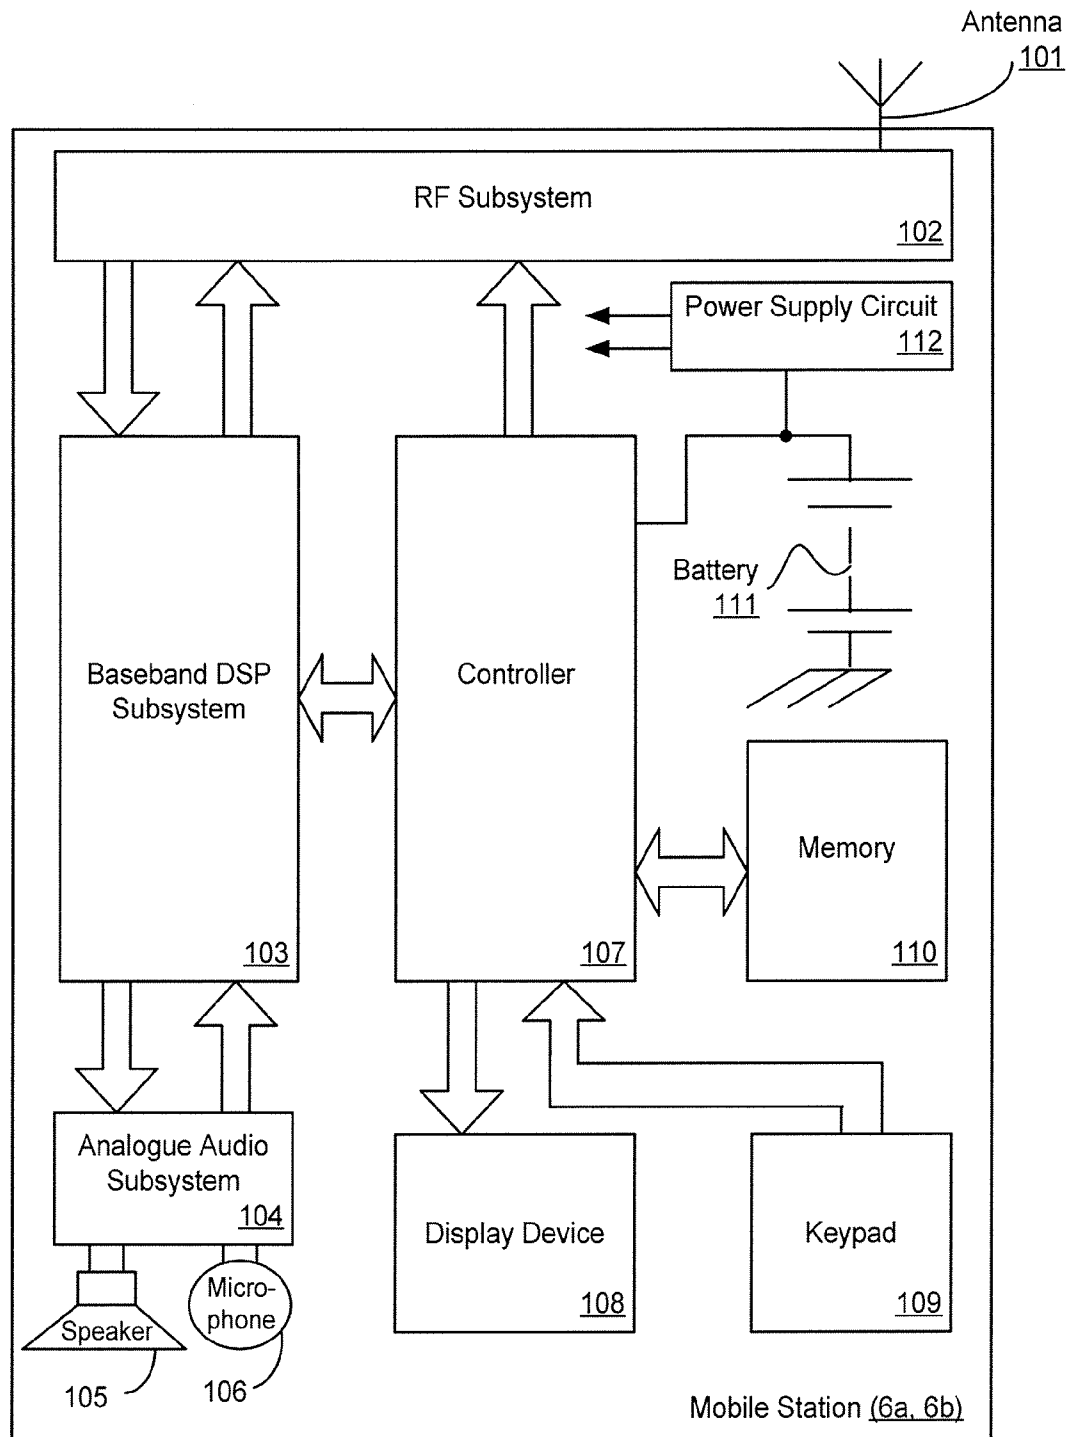 Antenna
101
RF Subsystem
102
Power Supply Circuit
112
Battery
111
Baseband DSP
Subsystem
103
Controller
107
Memory
110
Analogue Audio
Subsystem
104
Display Device
108
Keypad
109
Speaker
105
Micro-
phone
106
Mobile Station (6a, 6b)